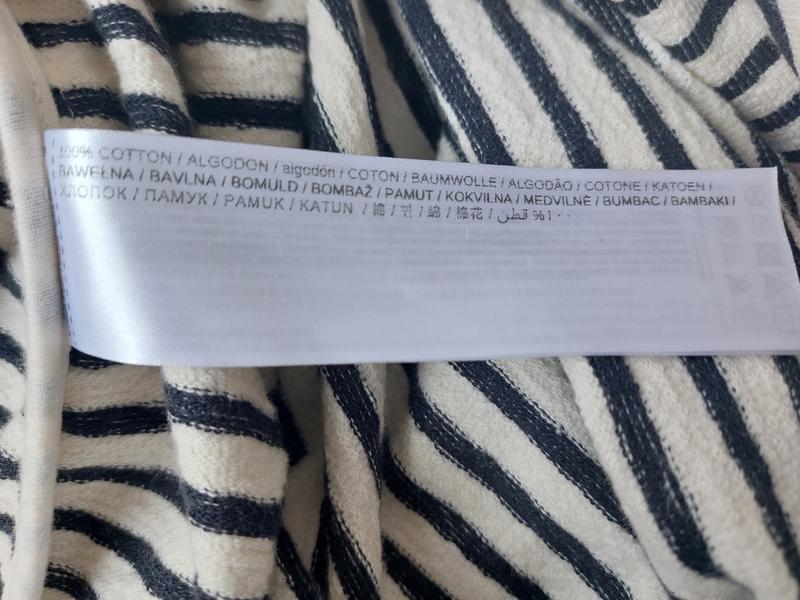 100% COTTON / ALGODON / algodón / COTON / BAUMWOLLE / ALGODÃO / COTONE / KATOEN /
BAWEŁNA / BAVLNA / BOMULD / BOMBAŽ / PAMUT / KOKVILNA / MEDVILNĖ / BUMBAC / BAMBAKI /
ХЛОПОК / ПАМУК / PAMUK / KATUN / 棉 / 면 / 綿 / 棉花 / قطن %١٠٠